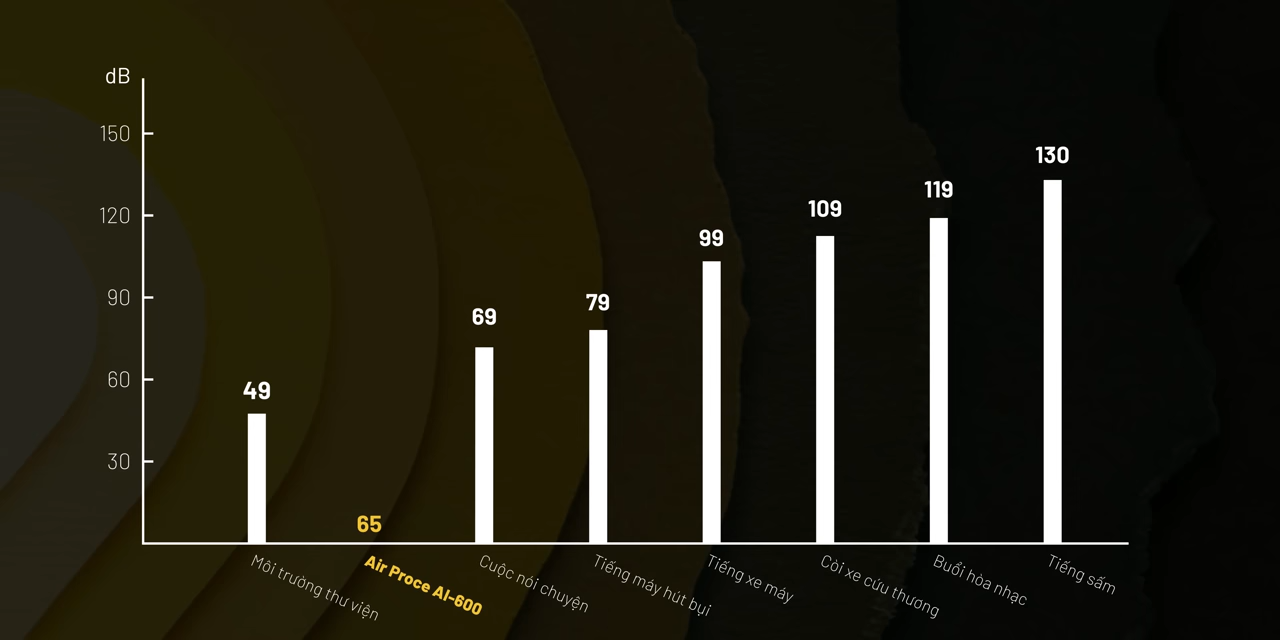 dB
150
120
90
60
30
49
65
69
79
99
109
119
130
Môi trường thư viện
Air Proce AI-600
Cuộc nói chuyện
Tiếng máy hút bụi
Tiếng xe máy
Còi xe cứu thương
Buổi hòa nhạc
Tiếng sấm